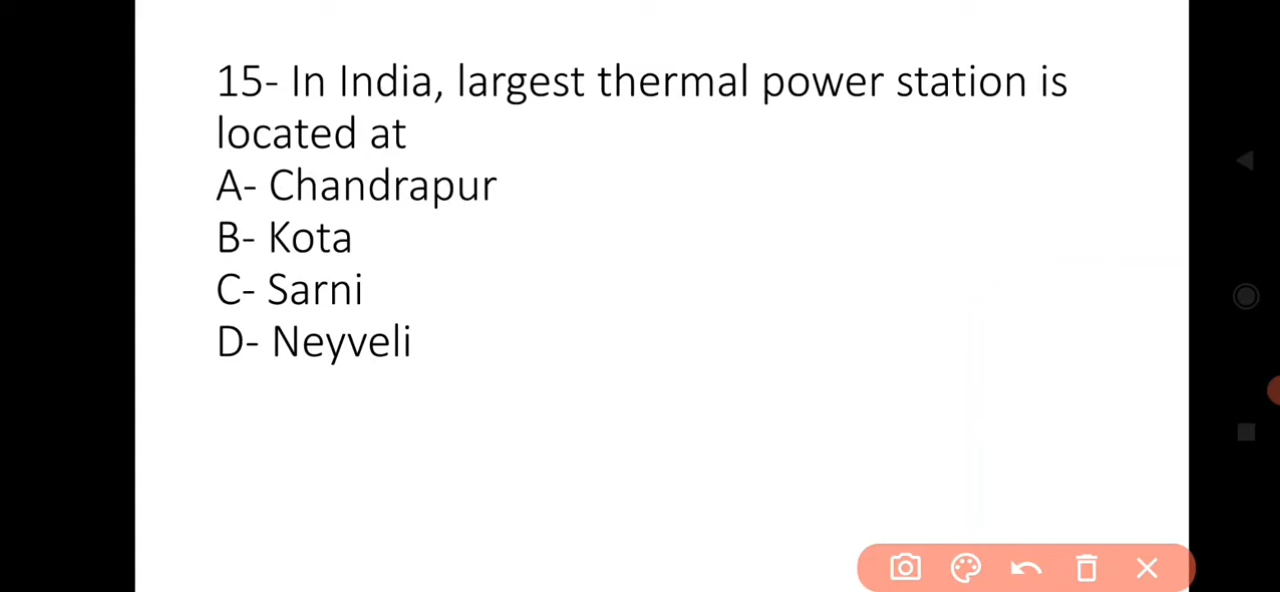 15- In India, largest thermal power station is
located at
A- Chandrapur
B- Kota
C- Sarni
D- Neyveli